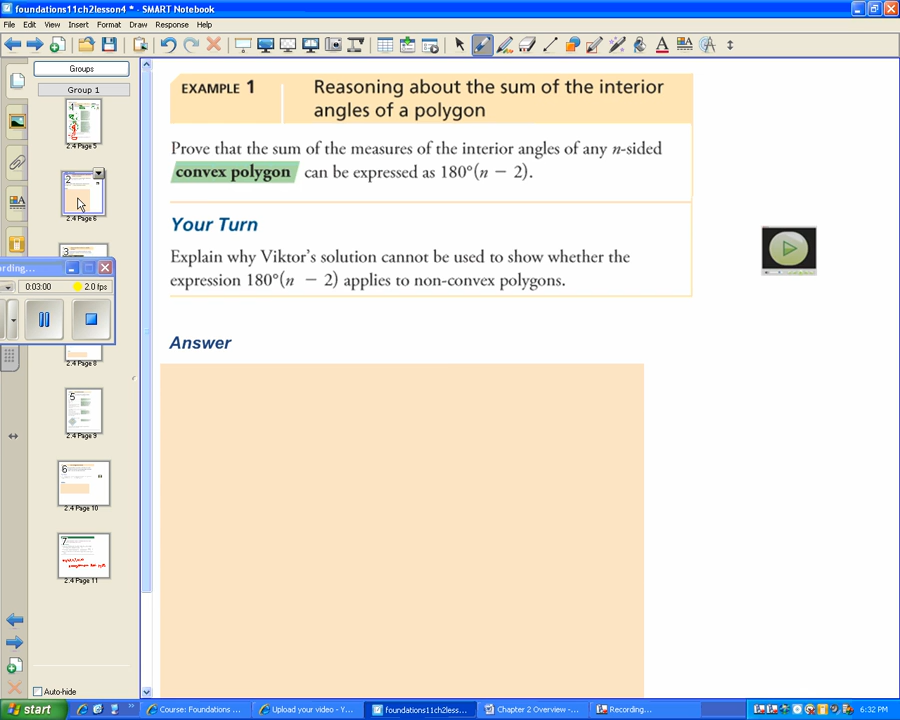 foundations11ch2lesson4 * - SMART Notebook
File Edit View Insert Format Draw Response Help
Groups
Group 1
2.4 Page 5
2
2.4 Page 6
3
ording...
0:03:00 2.0 fps
2.4 Page 8
5
2.4 Page 9
6
2.4 Page 10
7
2.4 Page 11
Auto-hide
EXAMPLE 1 Reasoning about the sum of the interior
angles of a polygon
Prove that the sum of the measures of the interior angles of any n-sided
convex polygon can be expressed as 180°(n − 2).
Your Turn
Explain why Viktor's solution cannot be used to show whether the
expression 180°(n − 2) applies to non-convex polygons.
Answer
start Course: Foundations ... Upload your video - Y... foundations11ch2less... Chapter 2 Overview -... Recording... 6:32 PM